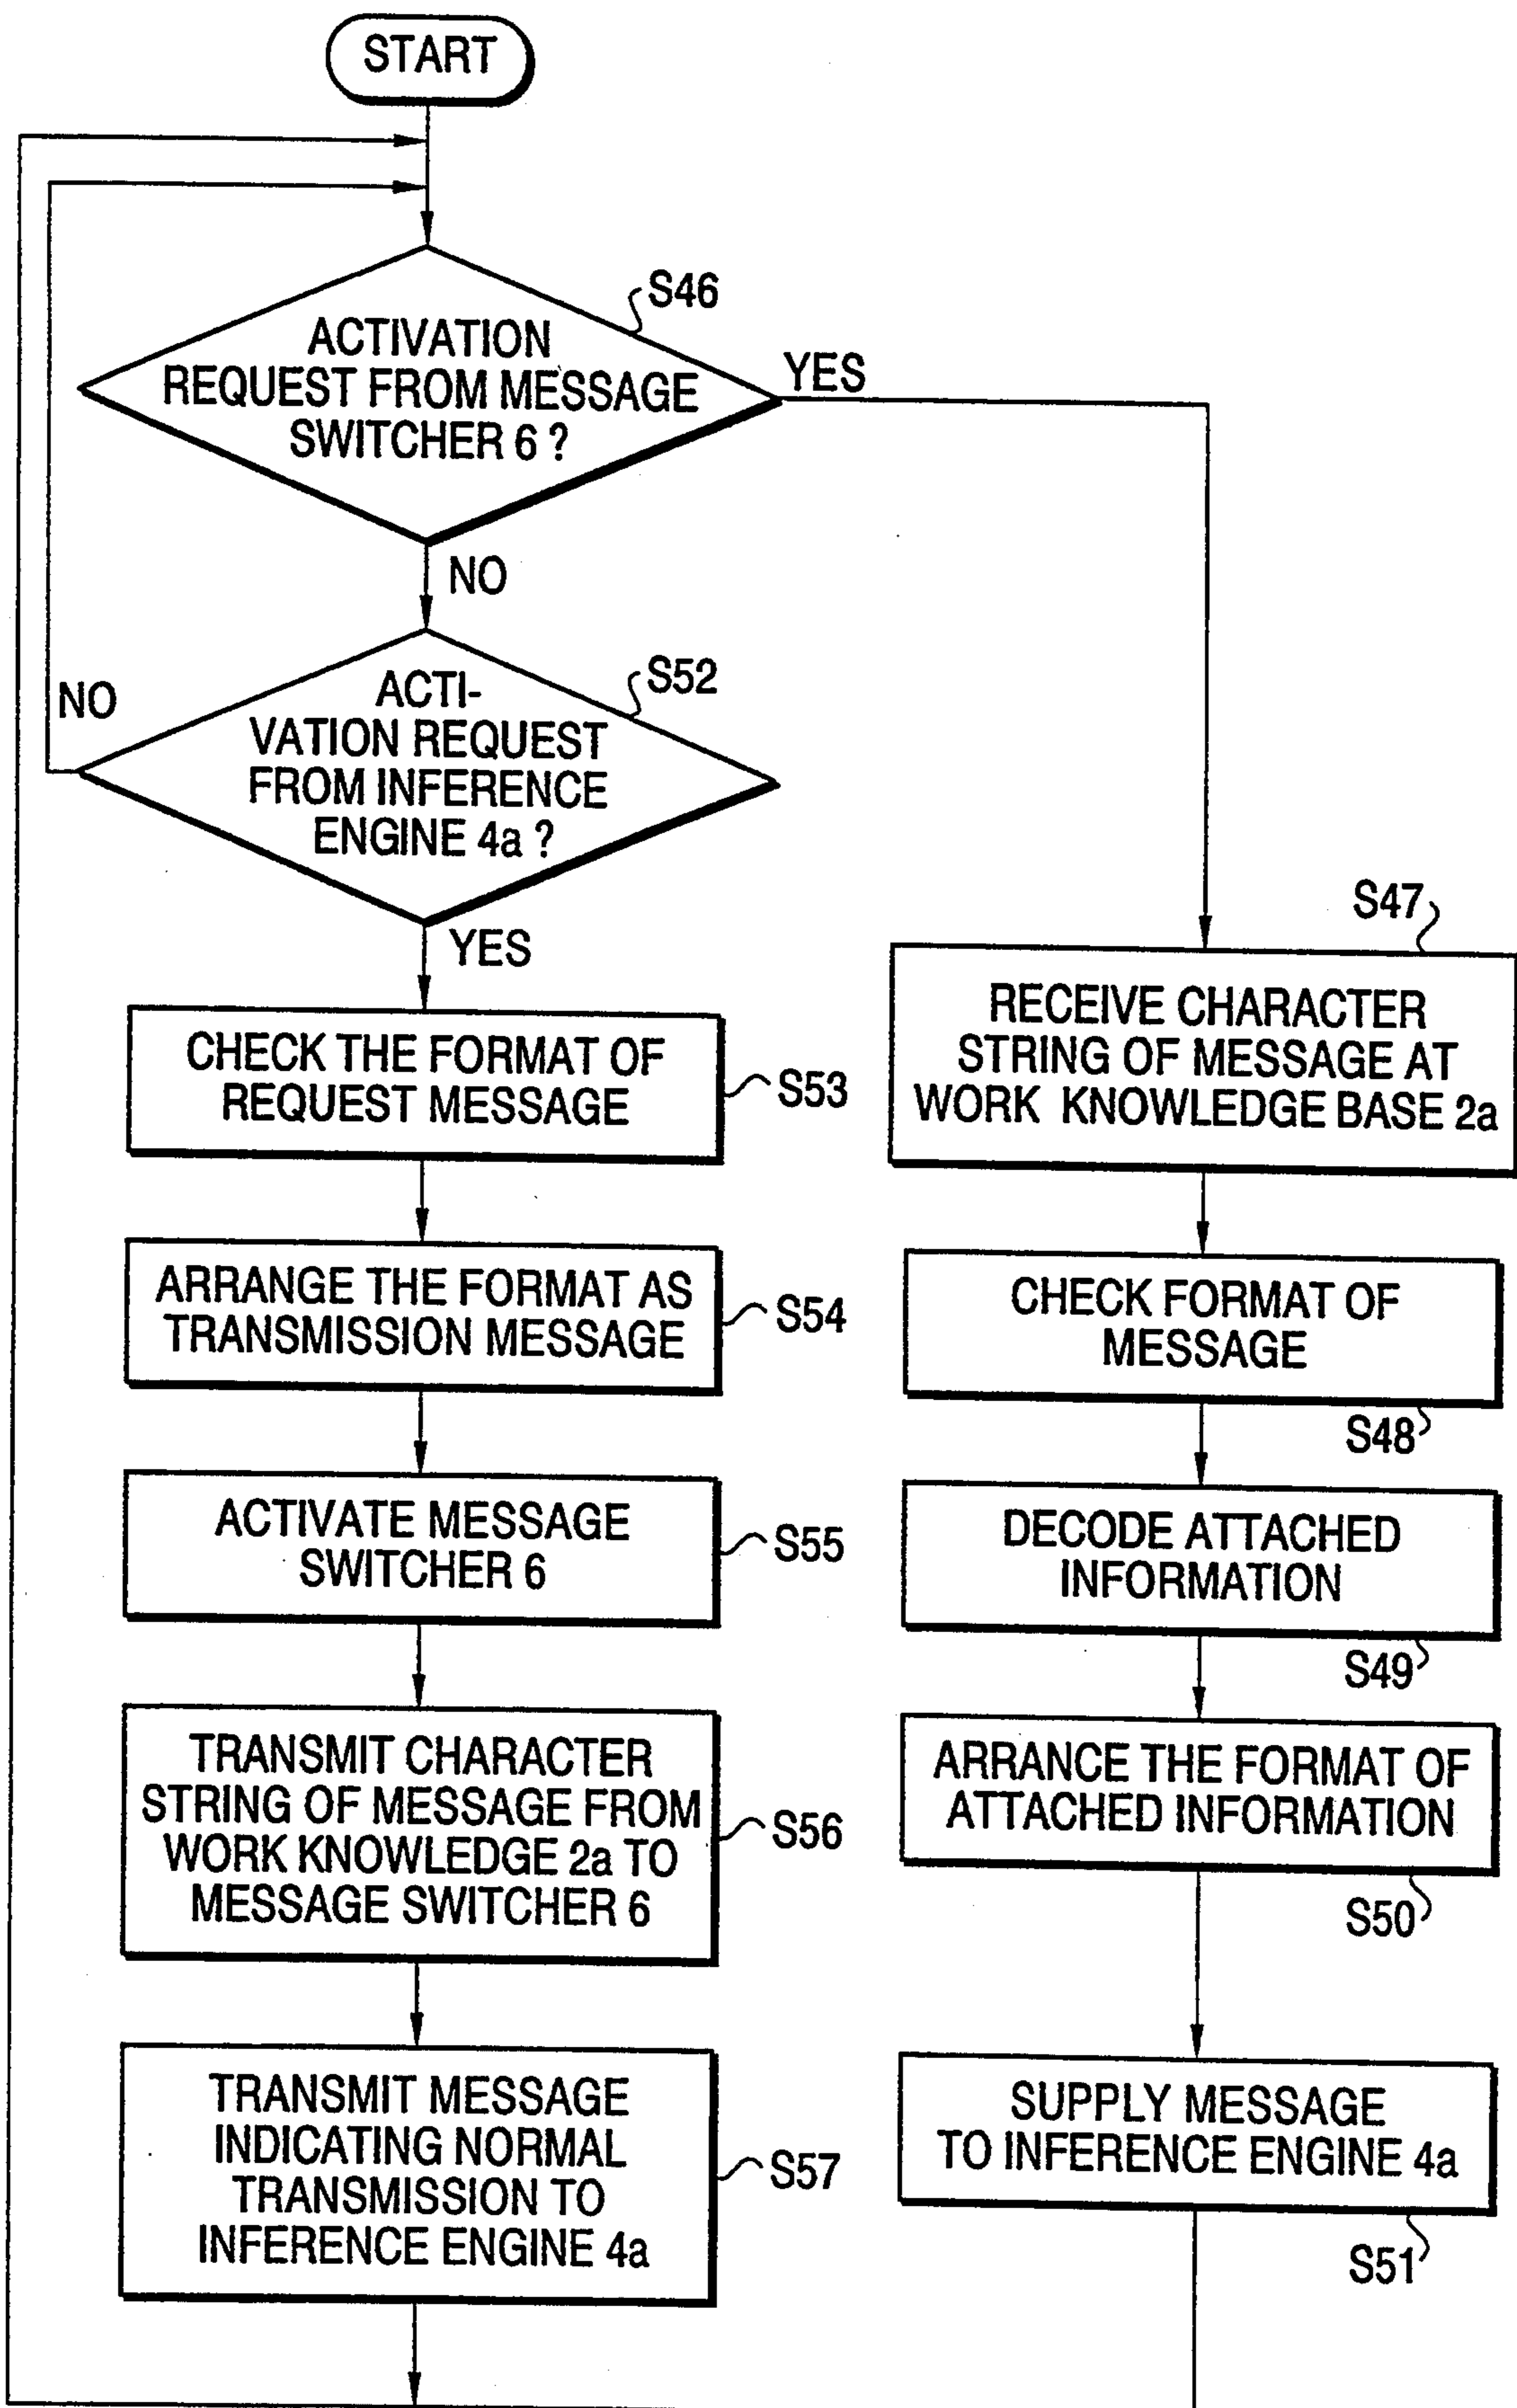 START
S46
ACTIVATION
REQUEST FROM MESSAGE
SWITCHER 6 ?
YES
NO
S52
ACTI-
VATION REQUEST
FROM INFERENCE
ENGINE 4a ?
NO
YES
CHECK THE FORMAT OF
REQUEST MESSAGE
S53
ARRANGE THE FORMAT AS
TRANSMISSION MESSAGE
S54
ACTIVATE MESSAGE
SWITCHER 6
S55
TRANSMIT CHARACTER
STRING OF MESSAGE FROM
WORK KNOWLEDGE 2a TO
MESSAGE SWITCHER 6
S56
TRANSMIT MESSAGE
INDICATING NORMAL
TRANSMISSION TO
INFERENCE ENGINE 4a
S57
S47
RECEIVE CHARACTER
STRING OF MESSAGE AT
WORK KNOWLEDGE BASE 2a
CHECK FORMAT OF
MESSAGE
S48
DECODE ATTACHED
INFORMATION
S49
ARRANCE THE FORMAT OF
ATTACHED INFORMATION
S50
SUPPLY MESSAGE
TO INFERENCE ENGINE 4a
S51